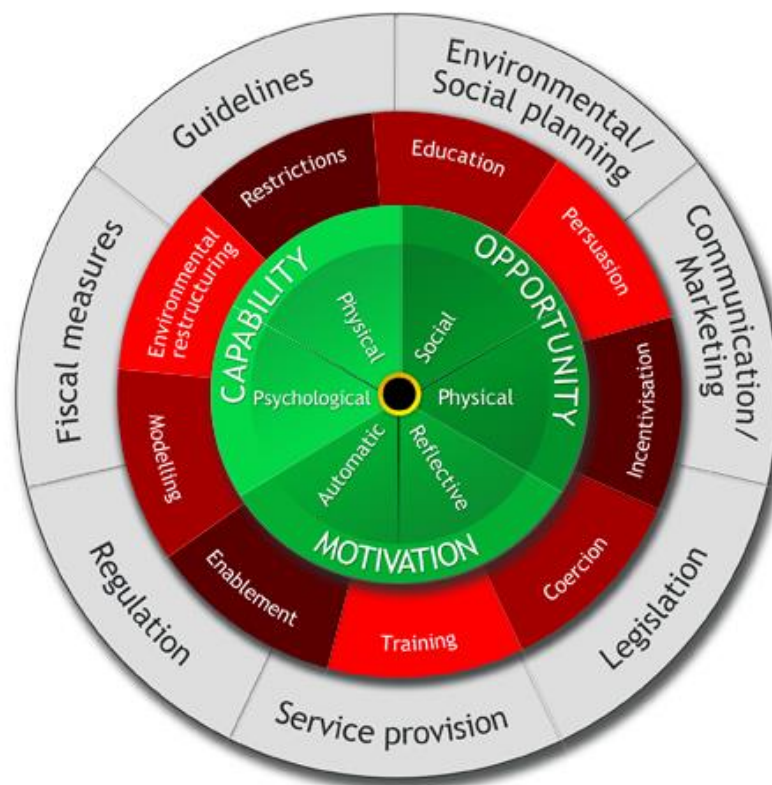 Guidelines
Environmental/
Social planning
Communication/
Marketing
Legislation
Service provision
Regulation
Fiscal measures
Restrictions
Education
Persuasion
Incentivisation
Coercion
Training
Enablement
Modelling
Environmental
restructuring
CAPABILITY
OPPORTUNITY
MOTIVATION
Physical
Social
Physical
Reflective
Automatic
Psychological